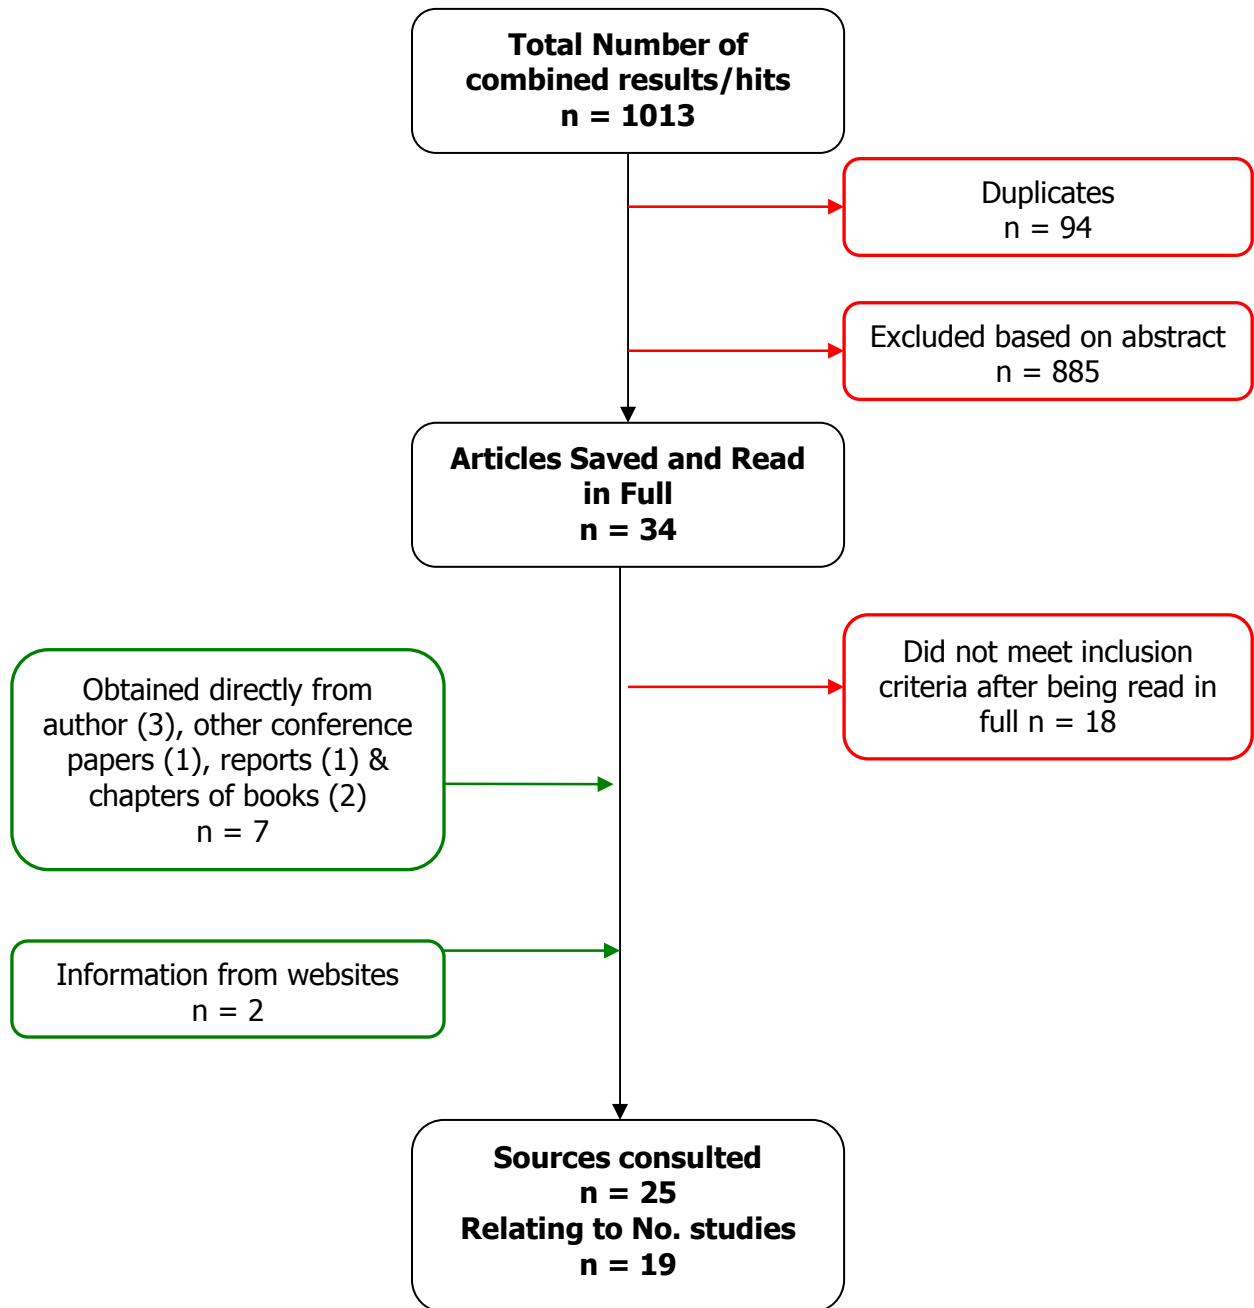 Total Number of
combined results/hits
n = 1013
Duplicates
n = 94
Excluded based on abstract
n = 885
Articles Saved and Read
in Full
n = 34
Did not meet inclusion
criteria after being read in
full n = 18
Obtained directly from
author (3), other conference
papers (1), reports (1) &
chapters of books (2)
n = 7
Information from websites
n = 2
Sources consulted
n = 25
Relating to No. studies
n = 19